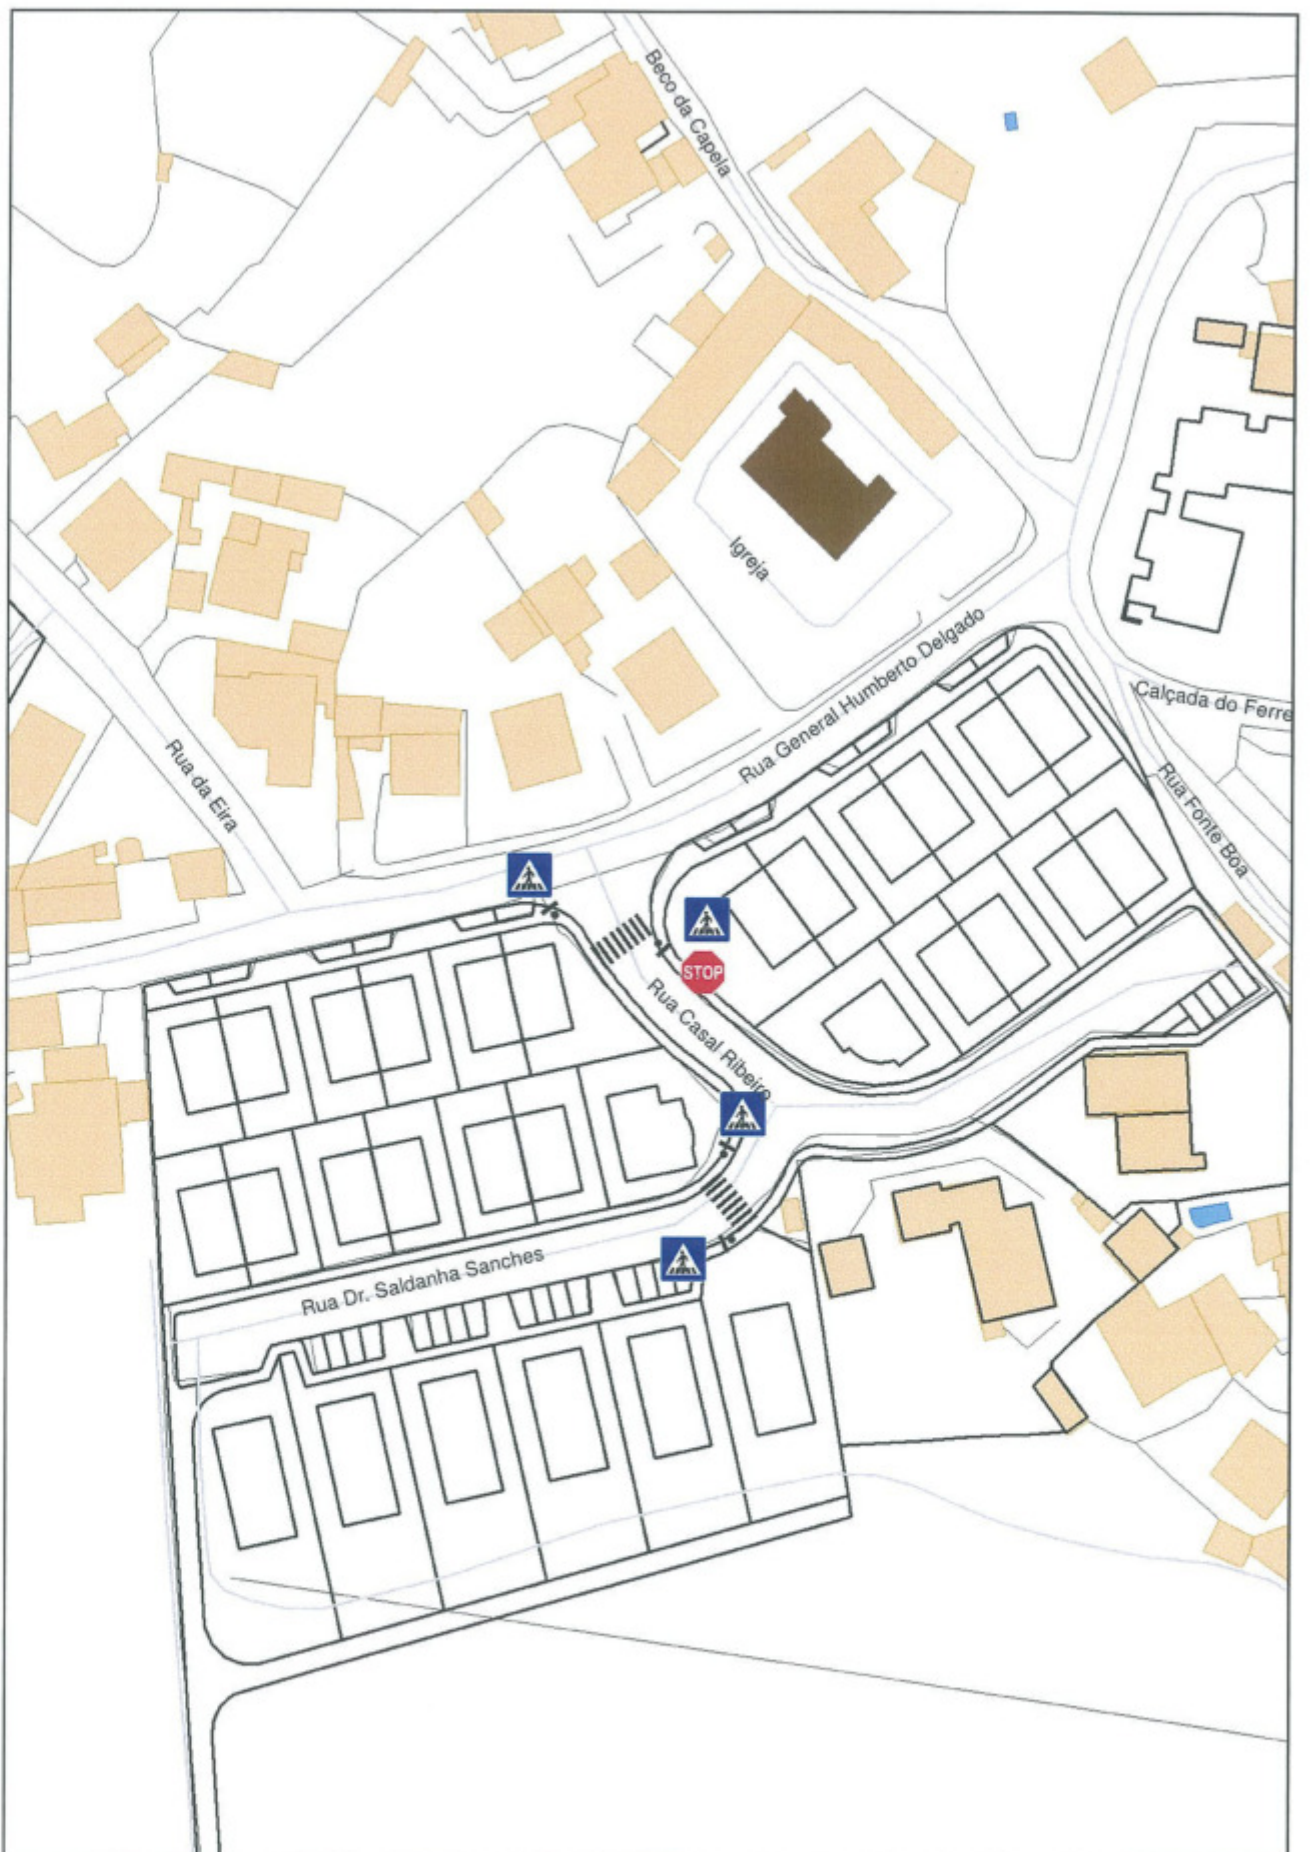 Beco da Capela
Igreja
Rua General Humberto Delgado
Calçada do Ferre
Rua da Eira
Rua Fonte Boa
STOP
Rua Casal Ribeiro
Rua Dr. Saldanha Sanches